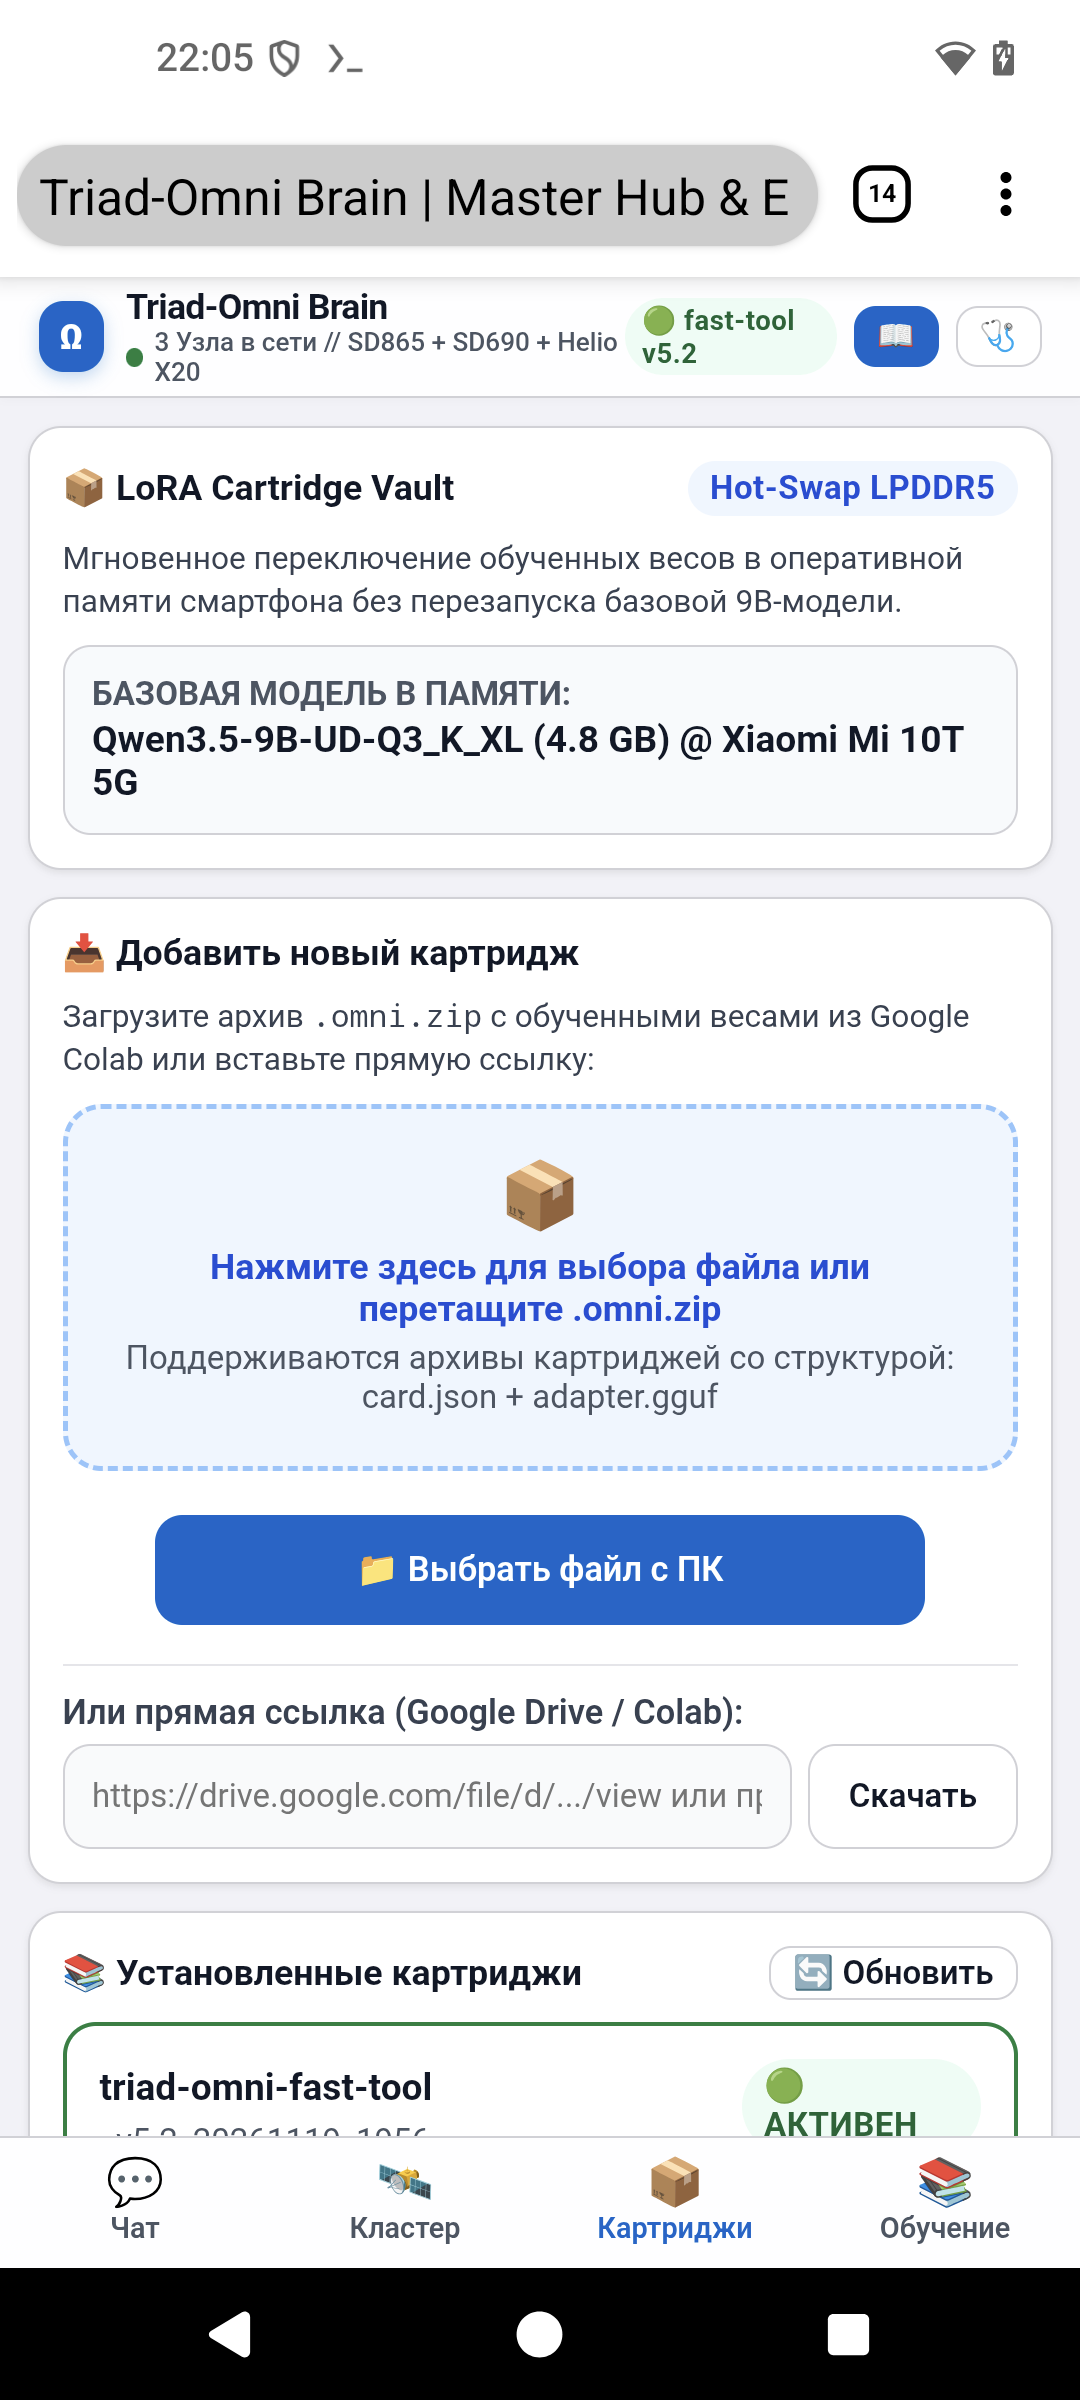 22:05
Triad-Omni Brain | Master Hub & E
14
Ω
Triad-Omni Brain
3 Узла в сети // SD865 + SD690 + Helio
X20
fast-tool
v5.2
LoRA Cartridge Vault
Hot-Swap LPDDR5
Мгновенное переключение обученных весов в оперативной
памяти смартфона без перезапуска базовой 9B-модели.
БАЗОВАЯ МОДЕЛЬ В ПАМЯТИ:
Qwen3.5-9B-UD-Q3_K_XL (4.8 GB) @ Xiaomi Mi 10T
5G
Добавить новый картридж
Загрузите архив .omni.zip с обученными весами из Google
Colab или вставьте прямую ссылку:
Нажмите здесь для выбора файла или
перетащите .omni.zip
Поддерживаются архивы картриджей со структурой:
card.json + adapter.gguf
Выбрать файл с ПК
Или прямая ссылка (Google Drive / Colab):
https://drive.google.com/file/d/.../view или пр
Скачать
Установленные картриджи
Обновить
triad-omni-fast-tool
АКТИВЕН
Чат
Кластер
Картриджи
Обучение